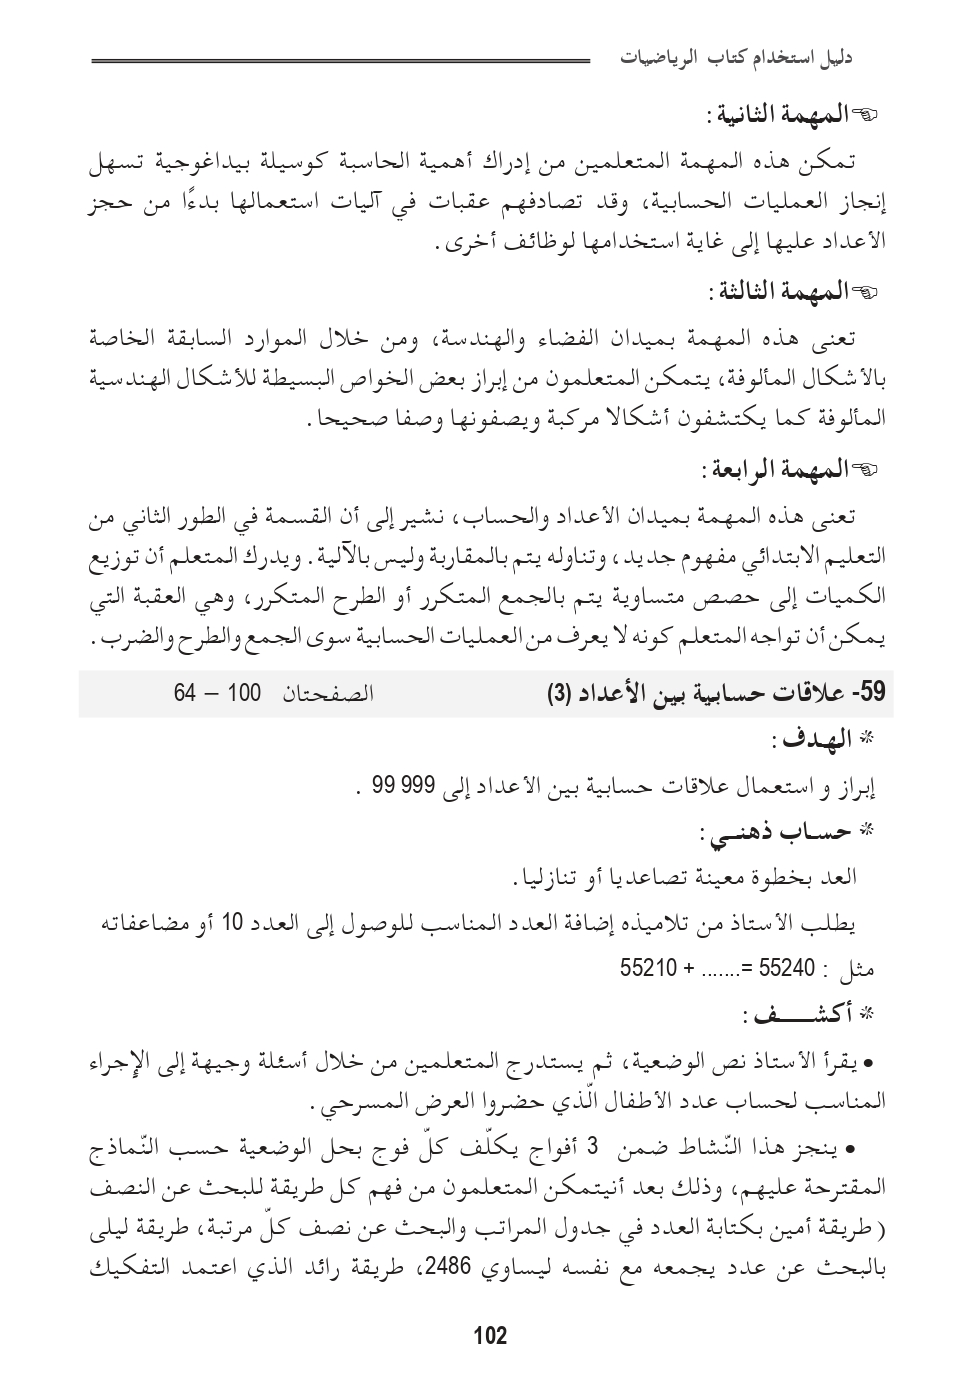 دليل استخدام كتاب الرياضيات
☜المهمة الثانية :
تمكن هذه المهمة المتعلمين من إدراك أهمية الحاسبة كوسيلة بيداغوجية تسهل
إنجاز العمليات الحسابية، وقد تصادفهم عقبات في آليات استعمالها بدءًا من حجز
الأعداد عليها إلى غاية استخدامها لوظائف أخرى .
☜المهمة الثالثة :
تعنى هذه المهمة بميدان الفضاء والهندسة، ومن خلال الموارد السابقة الخاصة
بالأشكال المألوفة، يتمكن المتعلمون من إبراز بعض الخواص البسيطة للأشكال الهندسية
المألوفة كما يكتشفون أشكالا مركبة ويصفونها وصفا صحيحا .
☜المهمة الرابعة :
تعنى هذه المهمة بميدان الأعداد والحساب، نشير إلى أن القسمة في الطور الثاني من
التعليم الابتدائي مفهوم جديد، وتناوله يتم بالمقاربة وليس بالآلية . ويدرك المتعلم أن توزيع
الكميات إلى حصص متساوية يتم بالجمع المتكرر أو الطرح المتكرر، وهي العقبة التي
يمكن أن تواجه المتعلم كونه لا يعرف من العمليات الحسابية سوى الجمع والطرح والضرب .
59- علاقات حسابية بين الأعداد (3) الصفحتان 100 – 64
* الهدف :
إبراز و استعمال علاقات حسابية بين الأعداد إلى 999 99 .
* حساب ذهنـي :
العد بخطوة معينة تصاعديا أو تنازليا .
يطلب الأستاذ من تلاميذه إضافة العدد المناسب للوصول إلى العدد 10 أو مضاعفاته
مثل : 55240 =....... + 55210
* أكشـــف :
• يقرأ الأستاذ نص الوضعية، ثم يستدرج المتعلمين من خلال أسئلة وجيهة إلى الإجراء
المناسب لحساب عدد الأطفال الّذي حضروا العرض المسرحي .
• ينجز هذا النّشاط ضمن 3 أفواج يكلّف كلّ فوج بحل الوضعية حسب النّماذج
المقترحة عليهم، وذلك بعد أنيتمكن المتعلمون من فهم كل طريقة للبحث عن النصف
( طريقة أمين بكتابة العدد في جدول المراتب والبحث عن نصف كلّ مرتبة، طريقة ليلى
بالبحث عن عدد يجمعه مع نفسه ليساوي 2486، طريقة رائد الذي اعتمد التفكيك
102